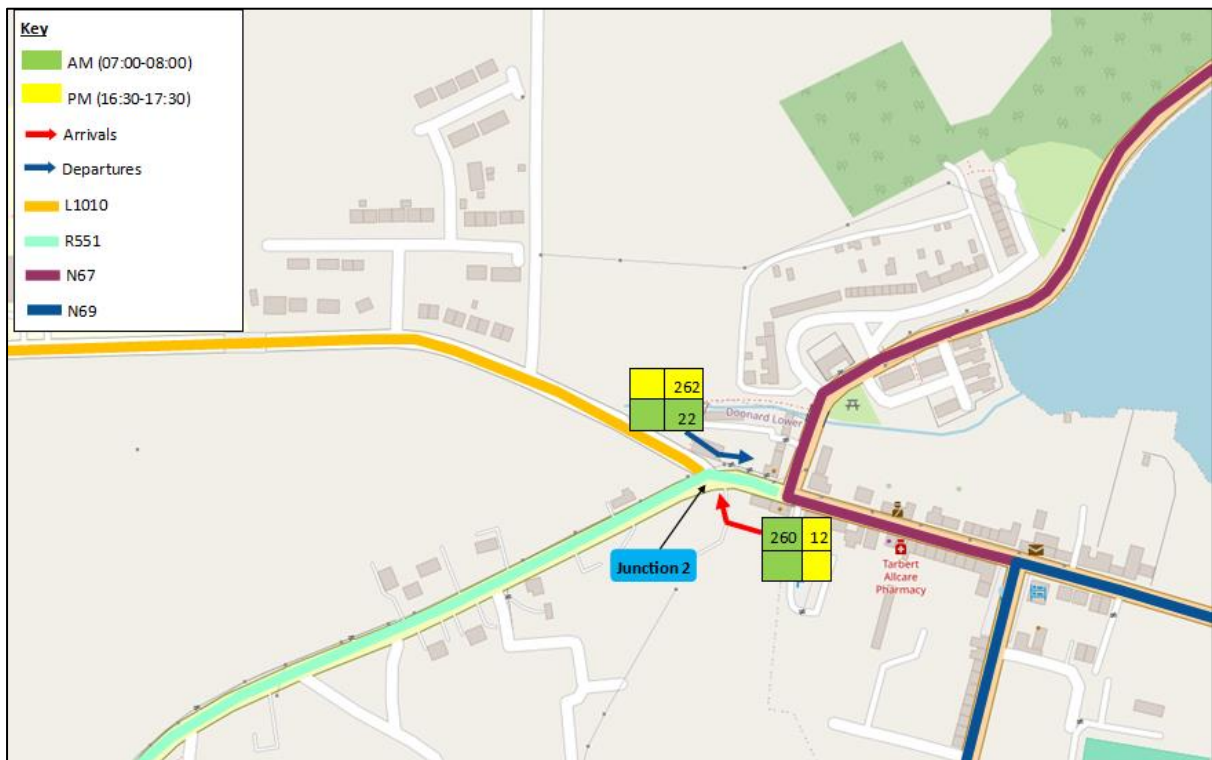 Key
AM (07:00-08:00)
PM (16:30-17:30)
Arrivals
Departures
L1010
R551
N67
N69
262
22
Doonard Lower
260 12
Junction 2
Tarbert
Allcare
Pharmacy